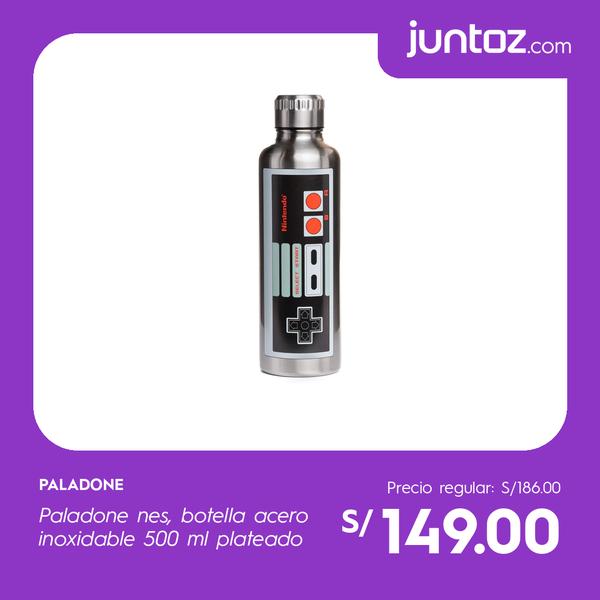 juntoz.com
Nintendo
A
B
SELECT START
PALADONE
Paladone nes, botella acero
inoxidable 500 ml plateado
Precio regular: S/186.00
S/149.00